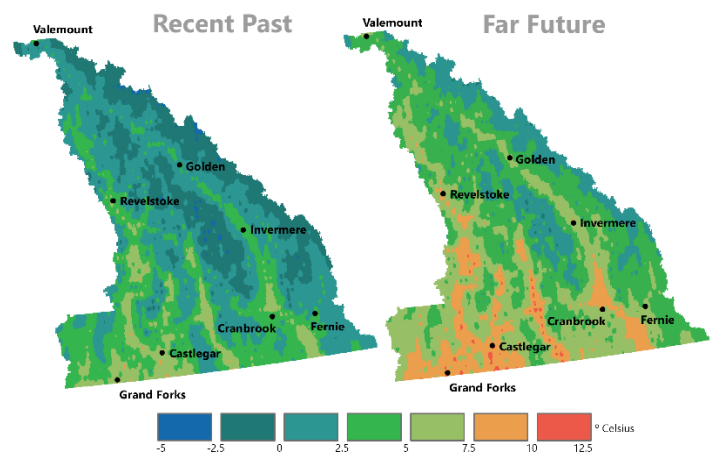 Recent Past
Valemount
Golden
Revelstoke
Invermere
Cranbrook
Fernie
Castlegar
Grand Forks
Far Future
Valemount
Golden
Revelstoke
Invermere
Cranbrook
Fernie
Castlegar
Grand Forks
-5 -2.5 0 2.5 5 7.5 10 12.5 ° Celsius